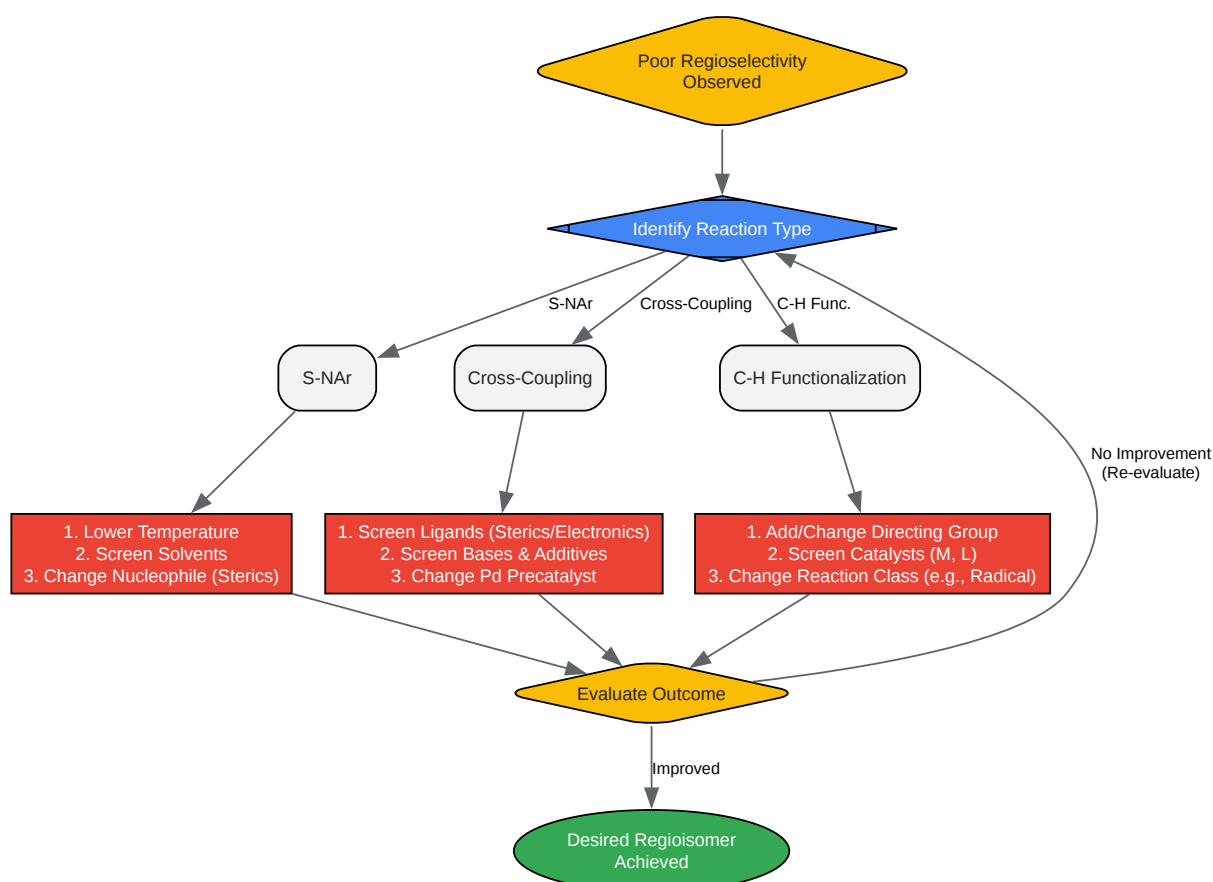 Poor Regioselectivity
Observed
Identify Reaction Type
S-NAr
Cross-Coupling
C-H Func.
S-NAr
Cross-Coupling
C-H Functionalization
No Improvement
(Re-evaluate)
1. Lower Temperature
2. Screen Solvents
3. Change Nucleophile (Sterics)
1. Screen Ligands (Sterics/Electronics)
2. Screen Bases & Additives
3. Change Pd Precatalyst
1. Add/Change Directing Group
2. Screen Catalysts (M, L)
3. Change Reaction Class (e.g., Radical)
Evaluate Outcome
Improved
Desired Regioisomer
Achieved